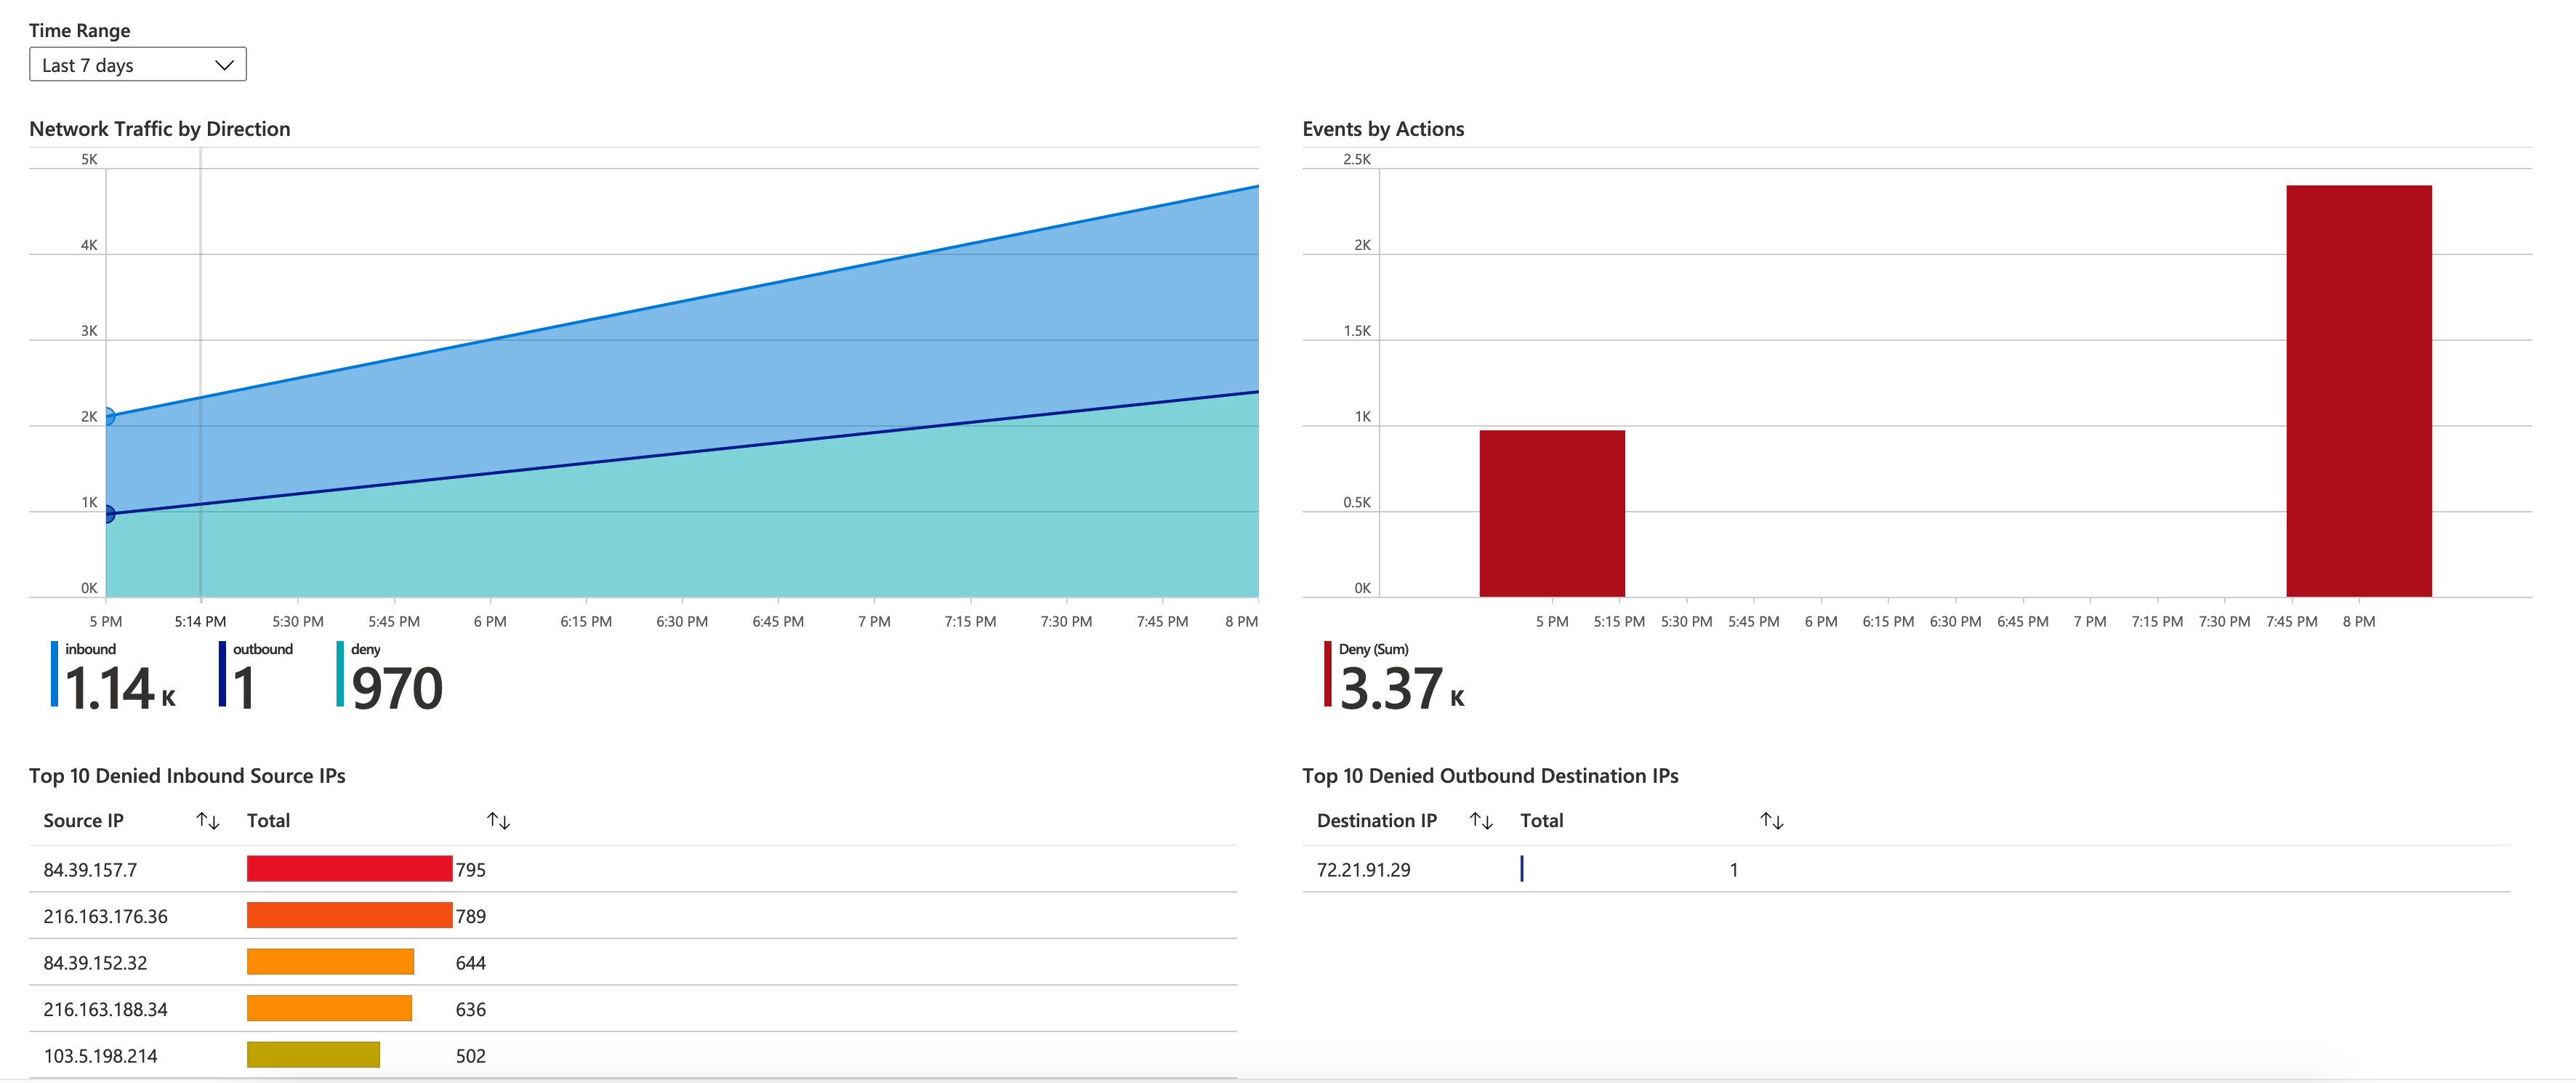 Time Range
Last 7 days
Network Traffic by Direction
5K
4K
3K
2K
1K
0K
5 PM 5:14 PM 5:30 PM 5:45 PM 6 PM 6:15 PM 6:30 PM 6:45 PM 7 PM 7:15 PM 7:30 PM 7:45 PM 8 PM
inbound outbound deny
1.14 K 1 970
Events by Actions
2.5K
2K
1.5K
1K
0.5K
0K
5 PM 5:15 PM 5:30 PM 5:45 PM 6 PM 6:15 PM 6:30 PM 6:45 PM 7 PM 7:15 PM 7:30 PM 7:45 PM 8 PM
Deny (Sum)
3.37 K
Top 10 Denied Inbound Source IPs
Source IP ↑↓ Total ↑↓
84.39.157.7 795
216.163.176.36 789
84.39.152.32 644
216.163.188.34 636
103.5.198.214 502
Top 10 Denied Outbound Destination IPs
Destination IP ↑↓ Total ↑↓
72.21.91.29 1